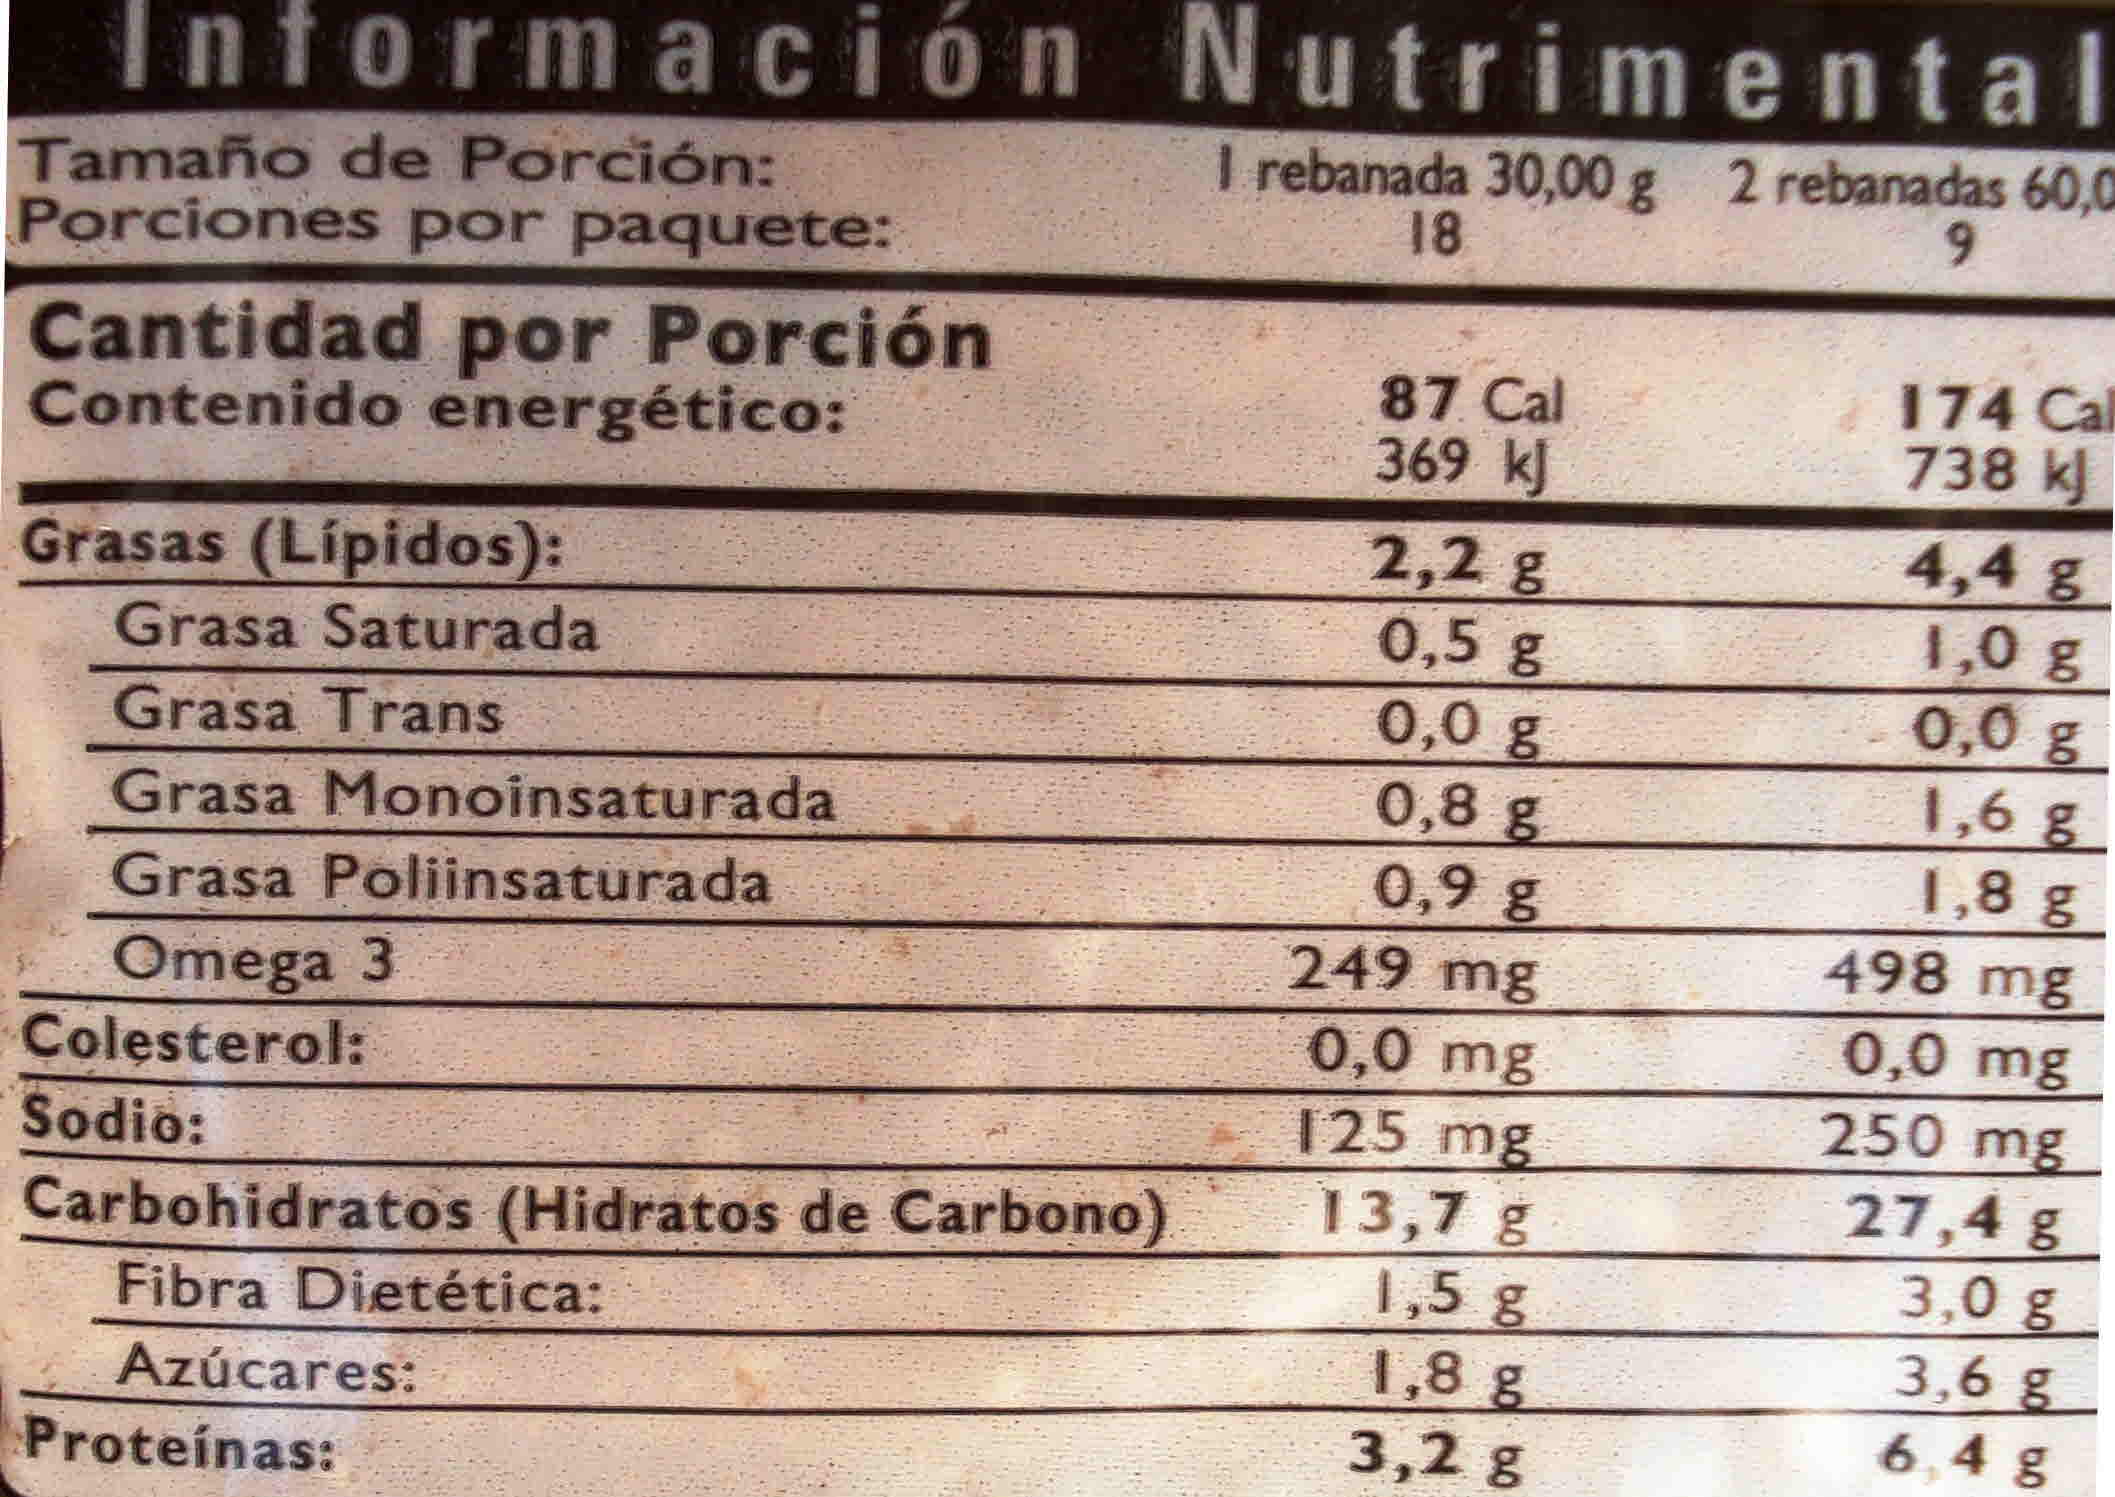 Información Nutrimental
Tamaño de Porción: 1 rebanada 30,00 g 2 rebanadas 60,0
Porciones por paquete: 18 9
Cantidad por Porción
Contenido energético: 87 Cal 174 Cal
369 kJ 738 kJ
Grasas (Lípidos): 2,2 g 4,4 g
Grasa Saturada 0,5 g 1,0 g
Grasa Trans 0,0 g 0,0 g
Grasa Monoinsaturada 0,8 g 1,6 g
Grasa Poliinsaturada 0,9 g 1,8 g
Omega 3 249 mg 498 mg
Colesterol: 0,0 mg 0,0 mg
Sodio: 125 mg 250 mg
Carbohidratos (Hidratos de Carbono) 13,7 g 27,4 g
Fibra Dietética: 1,5 g 3,0 g
Azúcares: 1,8 g 3,6 g
Proteínas: 3,2 g 6,4 g